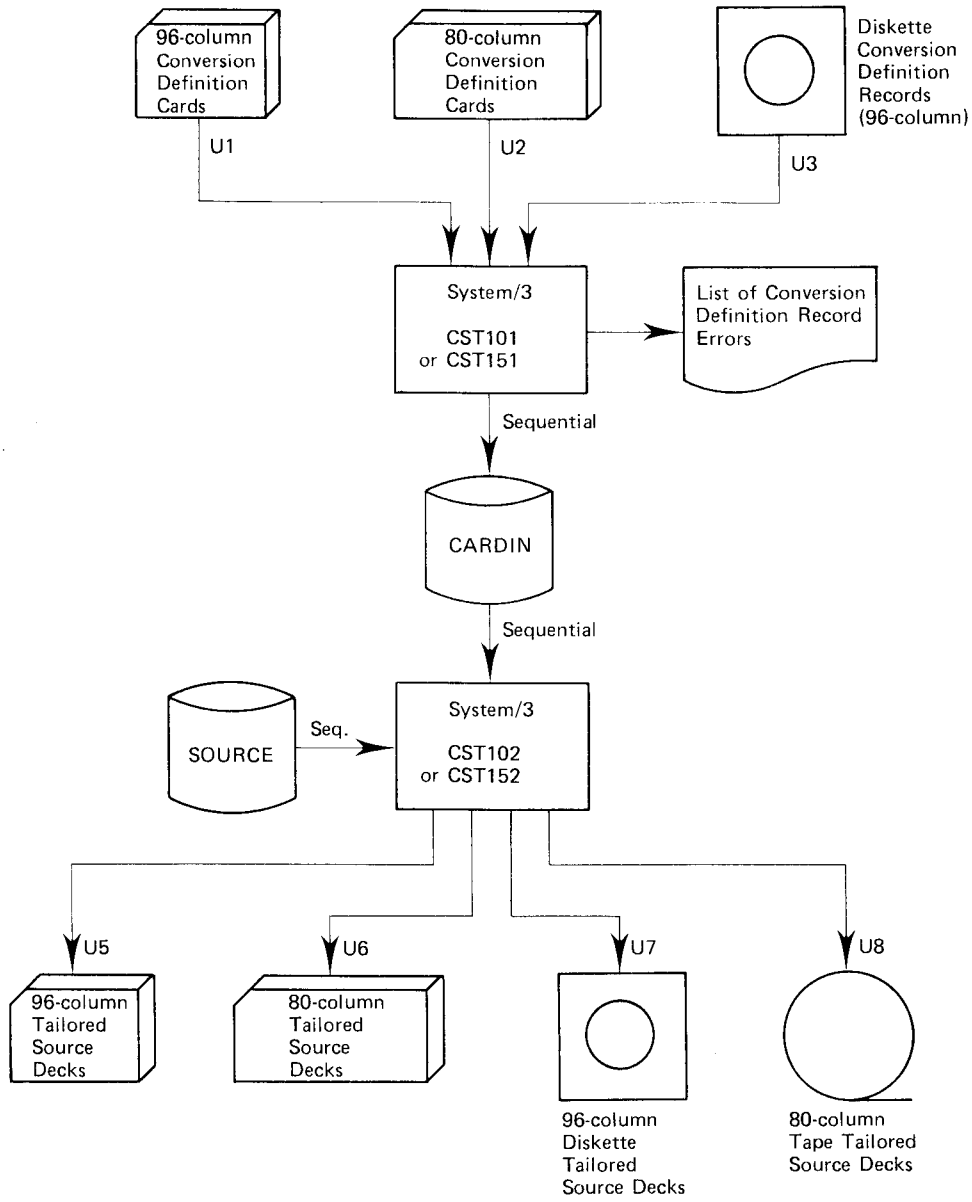 96-column
Conversion
Definition
Cards
80-column
Conversion
Definition
Cards
Diskette
Conversion
Definition
Records
(96-column)
U1
U2
U3
System/3
CST101
or CST151
List of Conversion
Definition Record
Errors
Sequential
CARDIN
Sequential
SOURCE
Seq.
System/3
CST102
or CST152
U5
U6
U7
U8
96-column
Tailored
Source
Decks
80-column
Tailored
Source
Decks
96-column
Diskette
Tailored
Source Decks
80-column
Tape Tailored
Source Decks